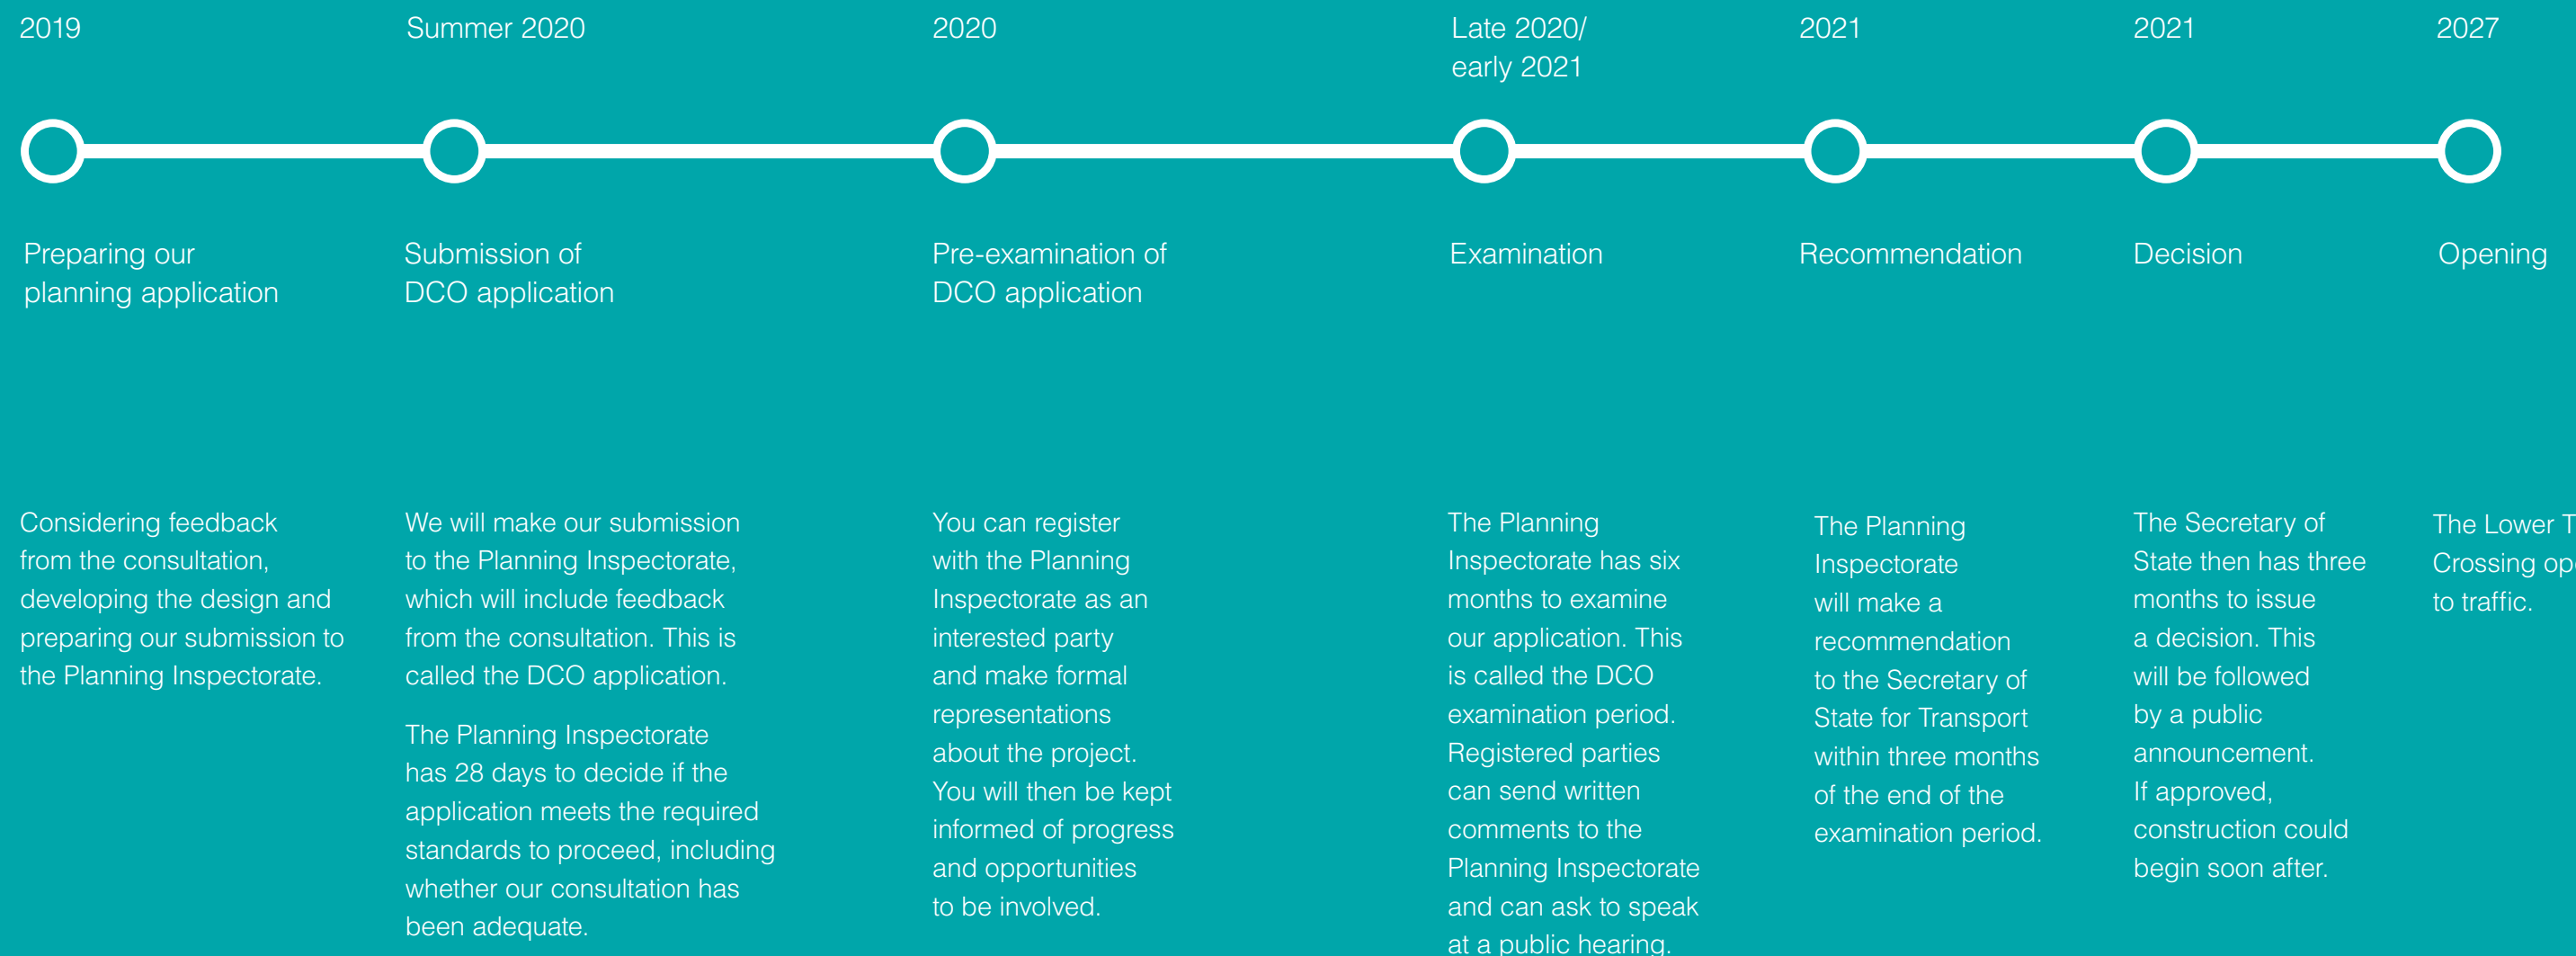 2019
Summer 2020
2020
Late 2020/
early 2021
2021
2021
2027
Preparing our
planning application
Submission of
DCO application
Pre-examination of
DCO application
Examination
Recommendation
Decision
Opening
Considering feedback
from the consultation,
developing the design and
preparing our submission to
the Planning Inspectorate.
We will make our submission
to the Planning Inspectorate,
which will include feedback
from the consultation. This is
called the DCO application.
The Planning Inspectorate
has 28 days to decide if the
application meets the required
standards to proceed, including
whether our consultation has
been adequate.
You can register
with the Planning
Inspectorate as an
interested party
and make formal
representations
about the project.
You will then be kept
informed of progress
and opportunities
to be involved.
The Planning
Inspectorate has six
months to examine
our application. This
is called the DCO
examination period.
Registered parties
can send written
comments to the
Planning Inspectorate
and can ask to speak
at a public hearing.
The Planning
Inspectorate
will make a
recommendation
to the Secretary of
State for Transport
within three months
of the end of the
examination period.
The Secretary of
State then has three
months to issue
a decision. This
will be followed
by a public
announcement.
If approved,
construction could
begin soon after.
The Lower
Crossing
to traffic.